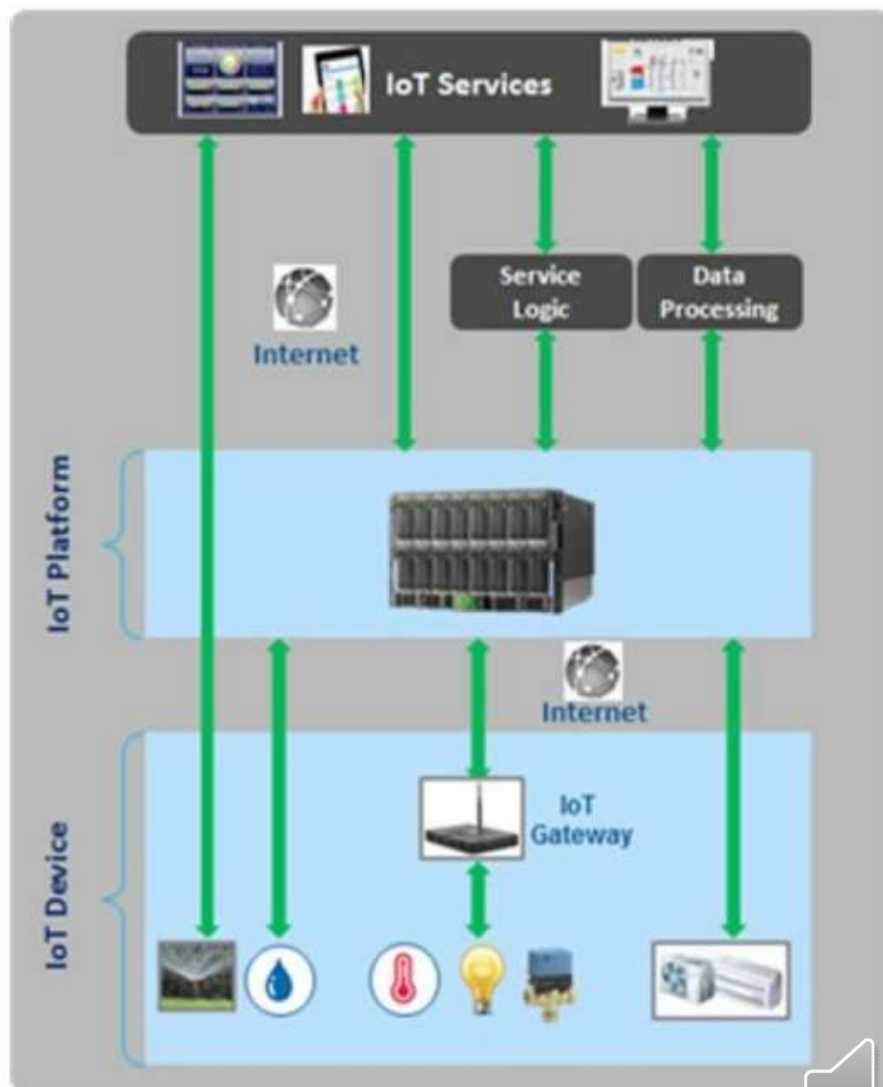 IoT Services
Service
Logic
Data
Processing
Internet
IoT Platform
Internet
IoT
Gateway
IoT Device